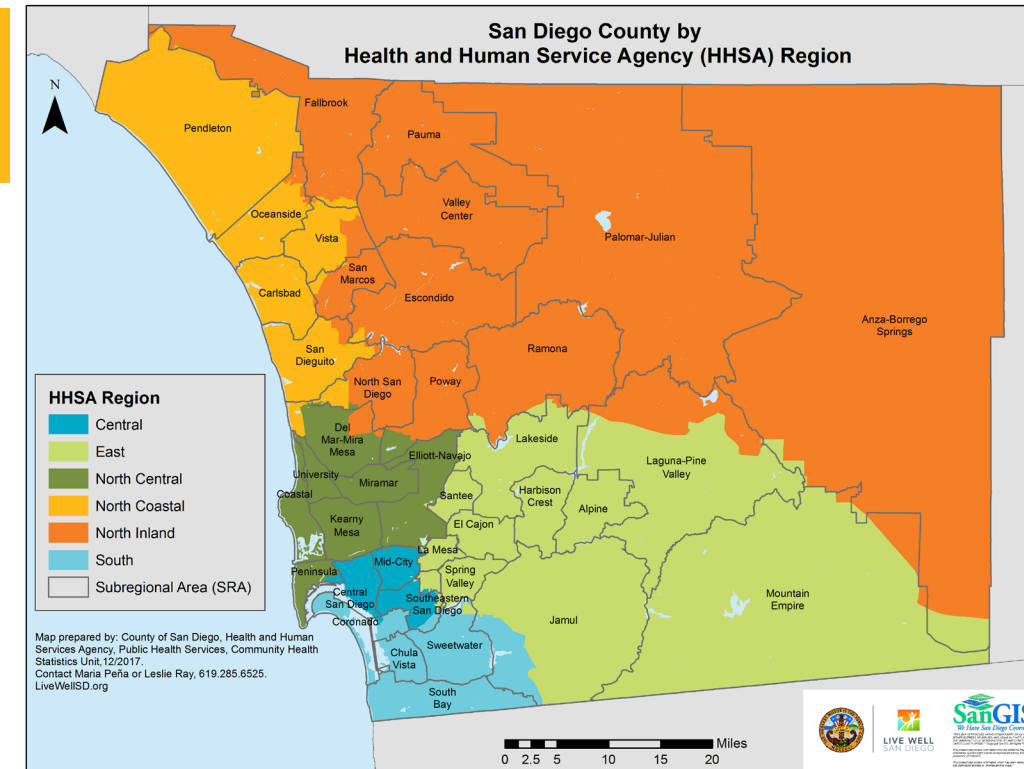 San Diego County by
Health and Human Service Agency (HHSA) Region
N
Fallbrook
Pendleton
Pauma
Valley
Center
Oceanside
Vista
Palomar-Julian
San
Marcos
Carlsbad
Escondido
Anza-Borrego
Springs
San
Dieguito
Ramona
North San
Diego
Poway
HHSA Region
Central
East
North Central
North Coastal
North Inland
South
Subregional Area (SRA)
Del
Mar-Mira
Mesa
Lakeside
Elliott-Navajo
Laguna-Pine
Valley
University
Miramar
Coastal
Santee
Harbison
Crest
Alpine
Kearny
Mesa
El Cajon
La Mesa
Mid-City
Peninsula
Spring
Valley
Central
San Diego
Southeastern
San Diego
Mountain
Empire
Coronado
Jamul
Sweetwater
Chula
Vista
South
Bay
Map prepared by: County of San Diego, Health and Human
Services Agency, Public Health Services, Community Health
Statistics Unit,12/2017.
Contact Maria Peña or Leslie Ray, 619.285.6525.
LiveWellSD.org
Miles
0 2.5 5 10 15 20
LIVE WELL
SAN DIEGO
SanGIS